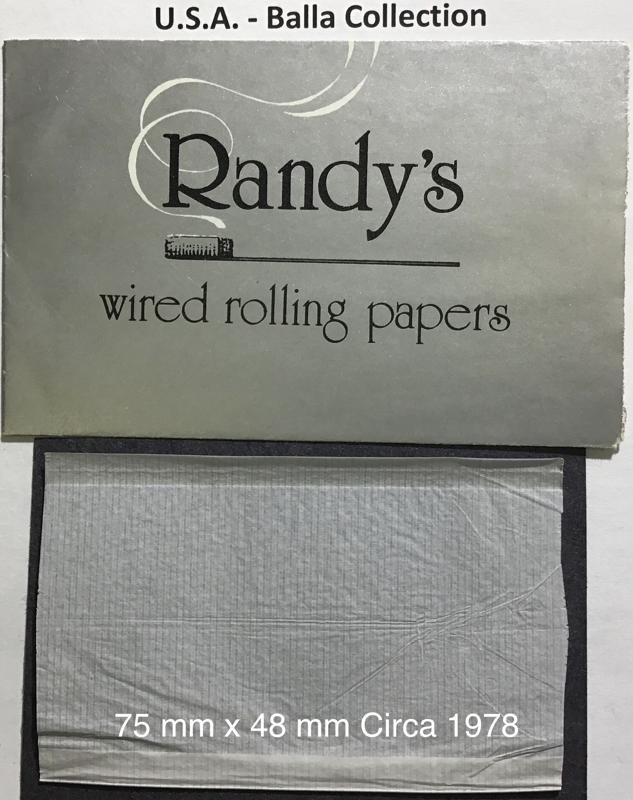 U.S.A. - Balla Collection
Randy's
wired rolling papers
75 mm x 48 mm Circa 1978